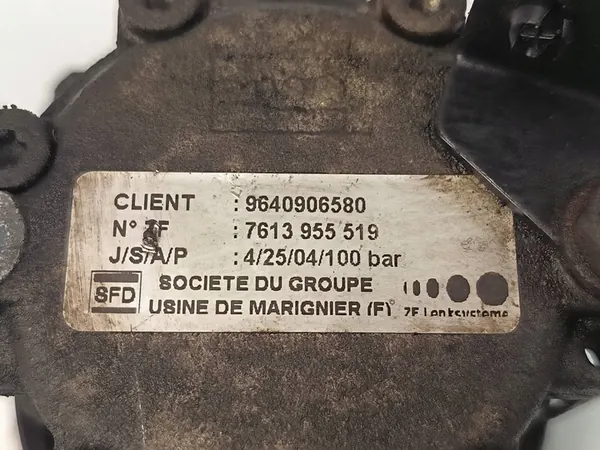 CLIENT : 9640906580
N° ZF : 7613 955 519
J/S/A/P : 4/25/04/100 bar
SFD SOCIETE DU GROUPE
USINE DE MARIGNIER (F) ZF Lenksysteme